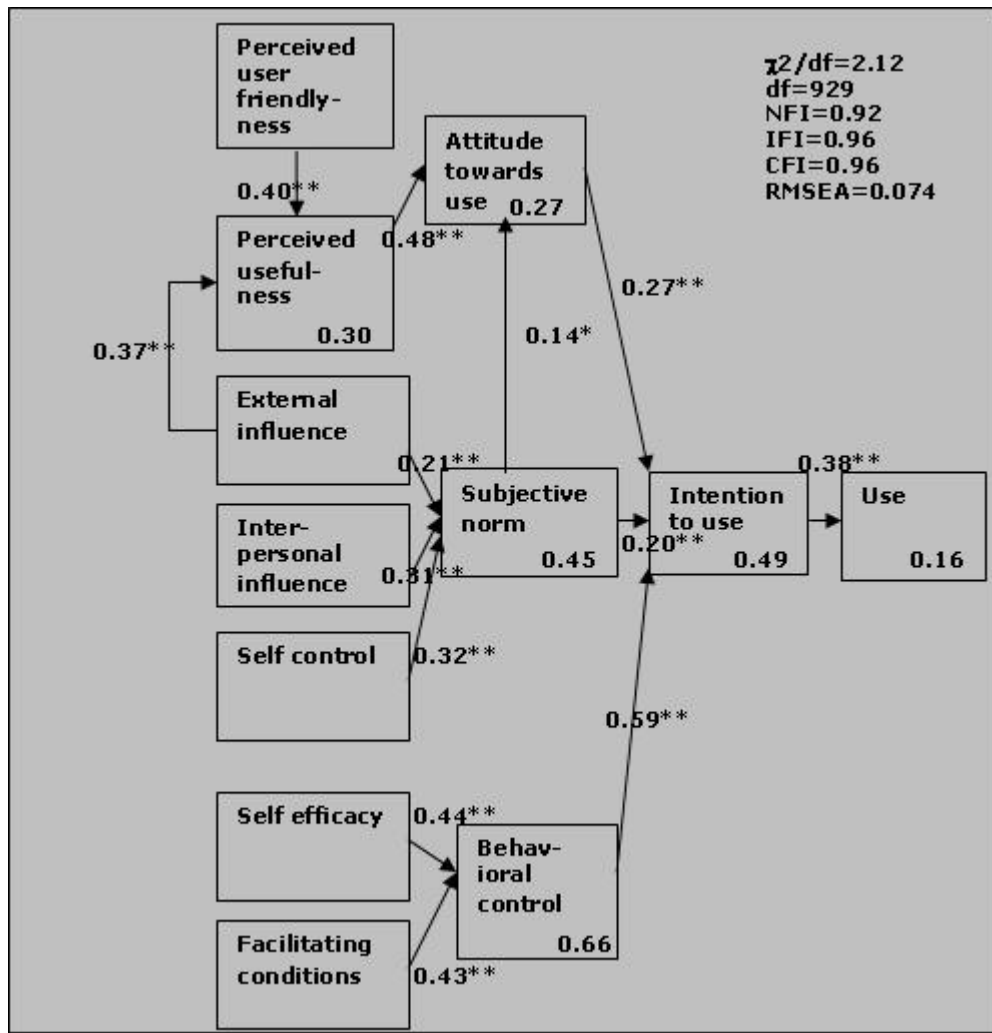 Perceived
user
friendly-
ness
χ2/df=2.12
df=929
NFI=0.92
IFI=0.96
CFI=0.96
RMSEA=0.074
Attitude
towards
use
0.27
0.40**
0.48**
Perceived
useful-
ness
0.30
0.27**
0.14*
0.37**
External
influence
0.21**
Subjective
norm
0.45
Intention
to use
0.49
0.38**
Use
0.16
0.20**
Inter-
personal
influence
0.31**
Self control
0.32**
0.59**
Self efficacy
0.44**
Behav-
ioral
control
0.66
Facilitating
conditions
0.43**